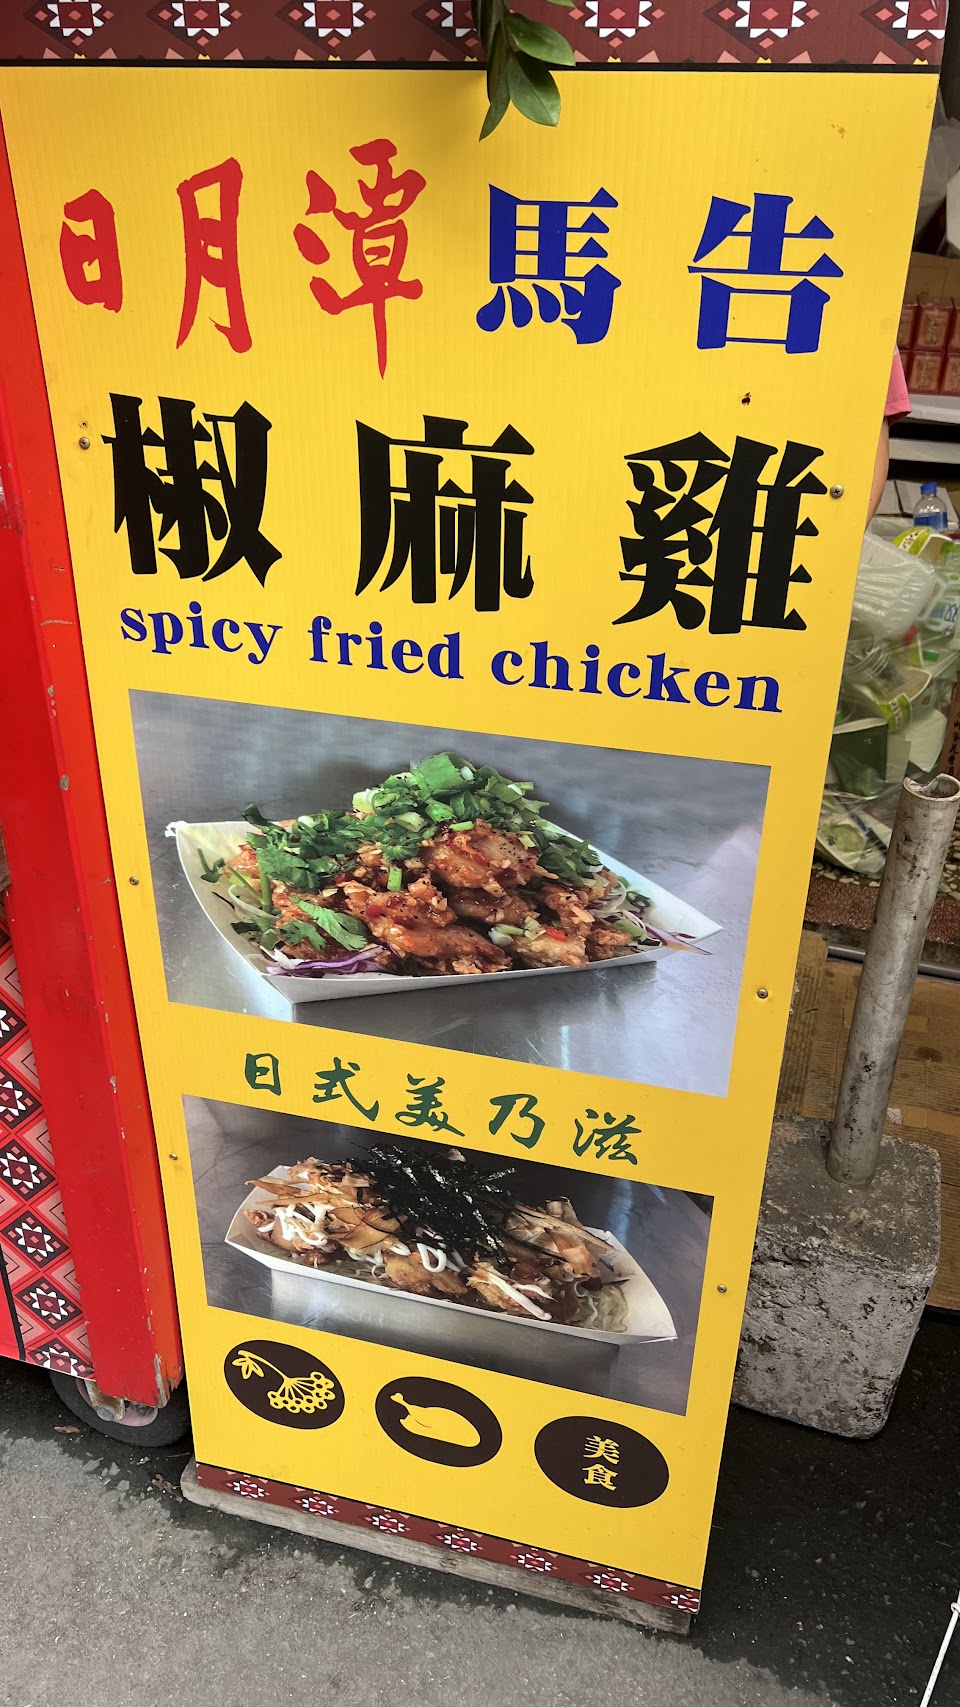 日月潭馬告
椒麻雞
spicy fried chicken
日式美乃滋
美食